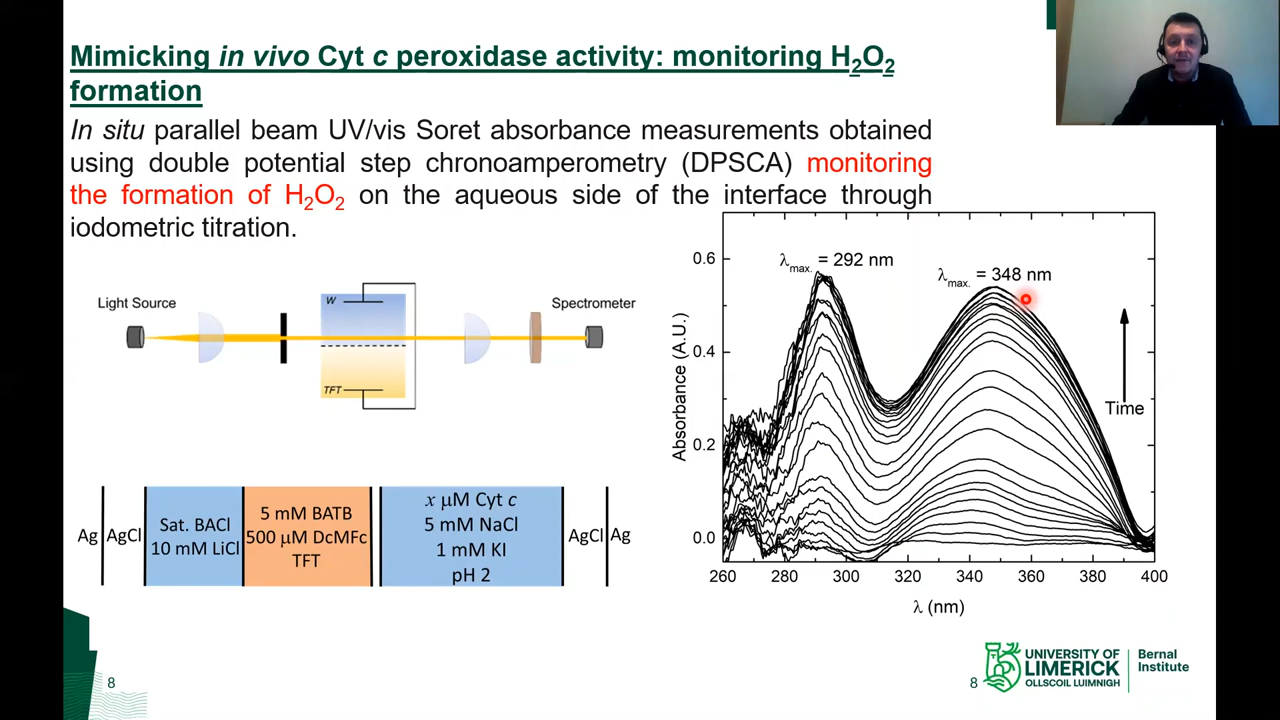 Mimicking in vivo Cyt c peroxidase activity: monitoring H₂O₂
formation
In situ parallel beam UV/vis Soret absorbance measurements obtained
using double potential step chronoamperometry (DPSCA) monitoring
the formation of H₂O₂ on the aqueous side of the interface through
iodometric titration.
Light Source
W
TFT
Spectrometer
Ag
AgCl
Sat. BACl
10 mM LiCl
5 mM BATB
500 μM DcMFc
TFT
x μM Cyt c
5 mM NaCl
1 mM KI
pH 2
AgCl
Ag
λmax. = 292 nm
λmax. = 348 nm
Time
Absorbance (A.U.)
0.6
0.4
0.2
0.0
260 280 300 320 340 360 380 400
λ (nm)
8
8
UNIVERSITY OF
LIMERICK
OLLSCOIL LUIMNIGH
Bernal
Institute